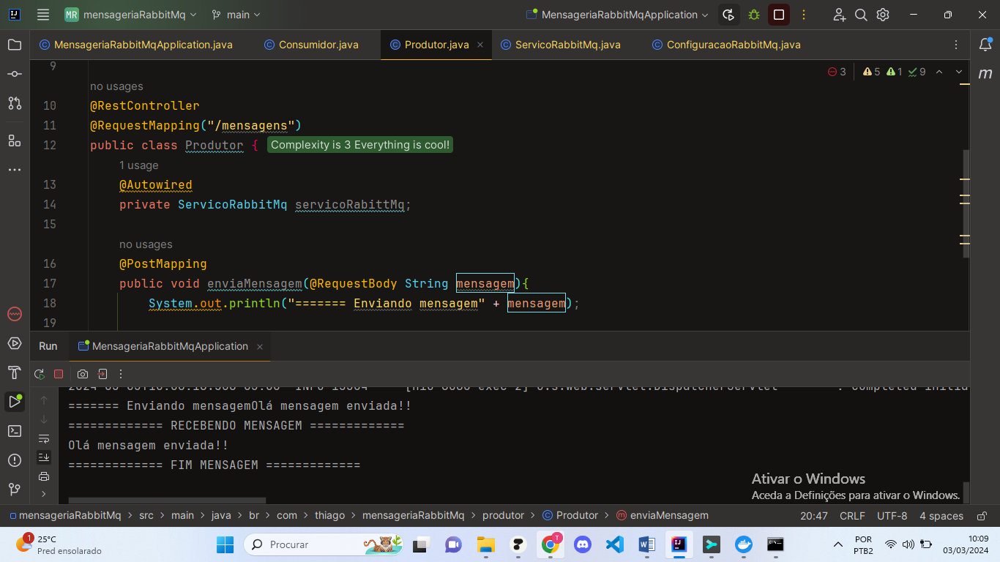 MR mensageriaRabbitMq main MensageriaRabbitMqApplication
MensageriaRabbitMqApplication.java Consumidor.java Produtor.java ServicoRabbitMq.java ConfiguracaoRabbitMq.java
9
3 5 1 9
no usages
10 @RestController
11 @RequestMapping("/mensagens")
12 public class Produtor { Complexity is 3 Everything is cool!
1 usage
13 @Autowired
14 private ServicoRabbitMq servicoRabittMq;
15
no usages
16 @PostMapping
17 public void enviaMensagem(@RequestBody String mensagem){
18 System.out.println("======= Enviando mensagem" + mensagem);
19
Run MensageriaRabbitMqApplication
======= Enviando mensagemOlá mensagem enviada!!
============= RECEBENDO MENSAGEM =============
Olá mensagem enviada!!
============= FIM MENSAGEM =============
Ativar o Windows
Aceda a Definições para ativar o Windows.
mensageriaRabbitMq > src > main > java > br > com > thiago > mensageriaRabbitMq > produtor > Produtor > enviaMensagem 20:47 CRLF UTF-8 4 spaces
1 25°C
Pred ensolarado
Procurar
T
POR
PTB2
10:09
03/03/2024